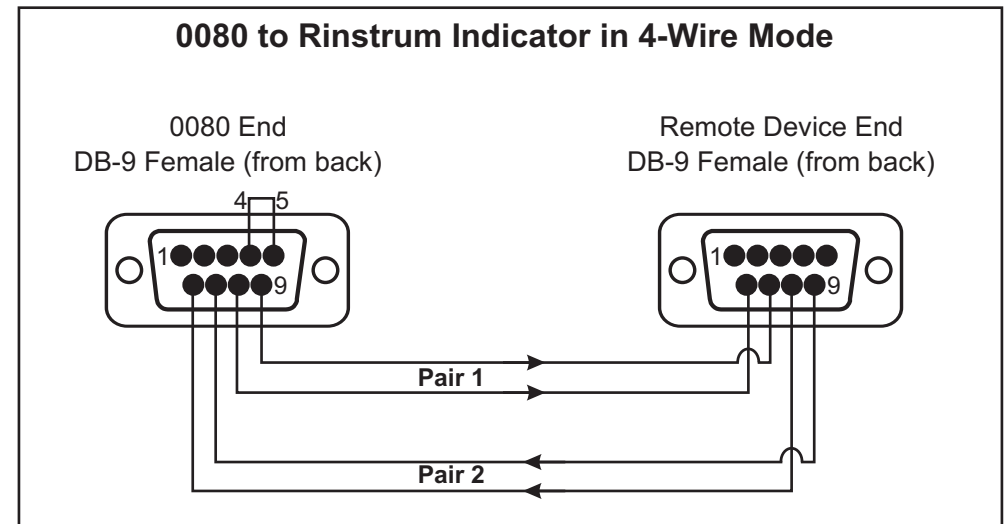 0080 to Rinstrum Indicator in 4-Wire Mode
0080 End
DB-9 Female (from back)
Remote Device End
DB-9 Female (from back)
4 5
1
9
1
9
Pair 1
Pair 2